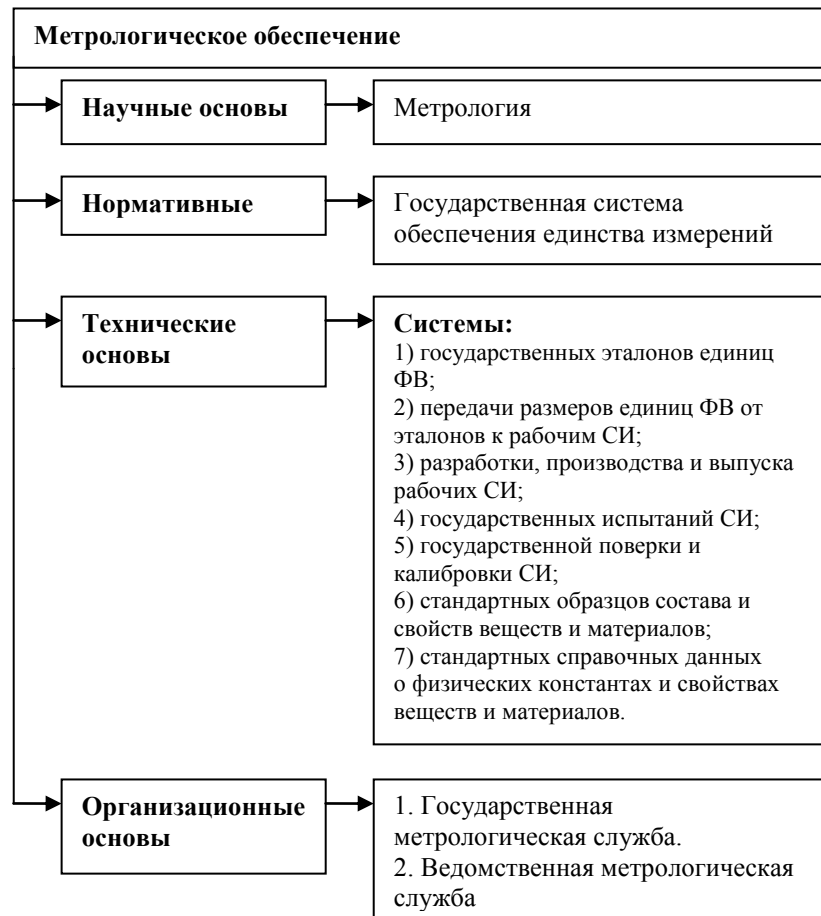 Метрологическое обеспечение
Научные основы
Метрология
Нормативные
Государственная система
обеспечения единства измерений
Технические
основы
Системы:
1) государственных эталонов единиц
ФВ;
2) передачи размеров единиц ФВ от
эталонов к рабочим СИ;
3) разработки, производства и выпуска
рабочих СИ;
4) государственных испытаний СИ;
5) государственной поверки и
калибровки СИ;
6) стандартных образцов состава и
свойств веществ и материалов;
7) стандартных справочных данных
о физических константах и свойствах
веществ и материалов.
Организационные
основы
1. Государственная
метрологическая служба.
2. Ведомственная метрологическая
служба